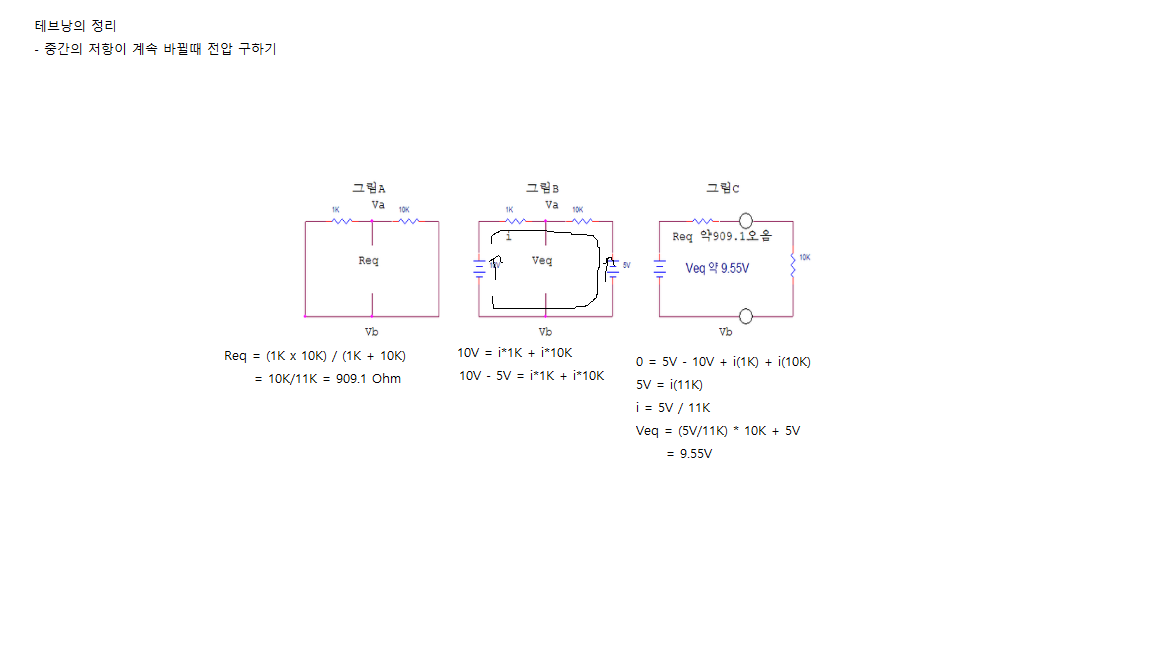 테브낭의 정리
- 중간의 저항이 계속 바뀔때 전압 구하기
그림A
1K
Va
10K
Req
Vb
Req = (1K x 10K) / (1K + 10K)
= 10K/11K = 909.1 Ohm
그림B
1K
Va
10K
i
Veq
5V
Vb
10V = i*1K + i*10K
10V - 5V = i*1K + i*10K
그림C
Req 약909.1오옴
Veq 약 9.55V
10K
Vb
0 = 5V - 10V + i(1K) + i(10K)
5V = i(11K)
i = 5V / 11K
Veq = (5V/11K) * 10K + 5V
= 9.55V